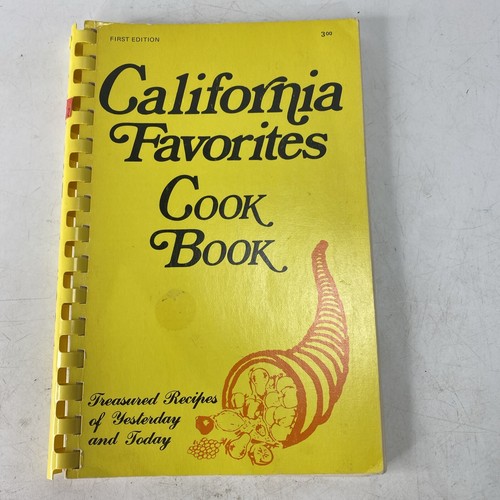 FIRST EDITION 3.00
California
Favorites
COOK
BOOK
Treasured Recipes
of Yesterday
and Today